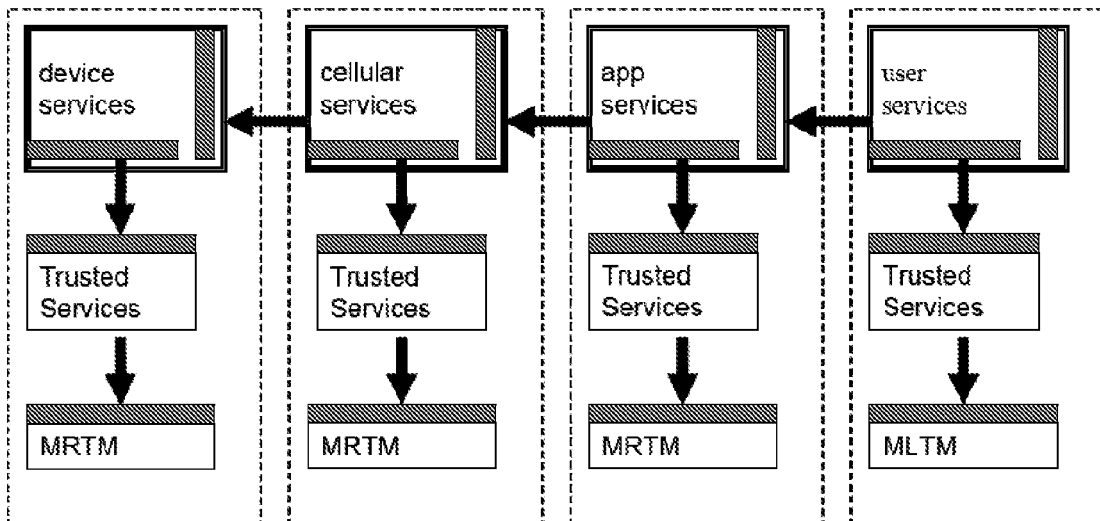 device
services
cellular
services
app
services
user
services
Trusted
Services
Trusted
Services
Trusted
Services
Trusted
Services
MRTM
MRTM
MRTM
MLTM